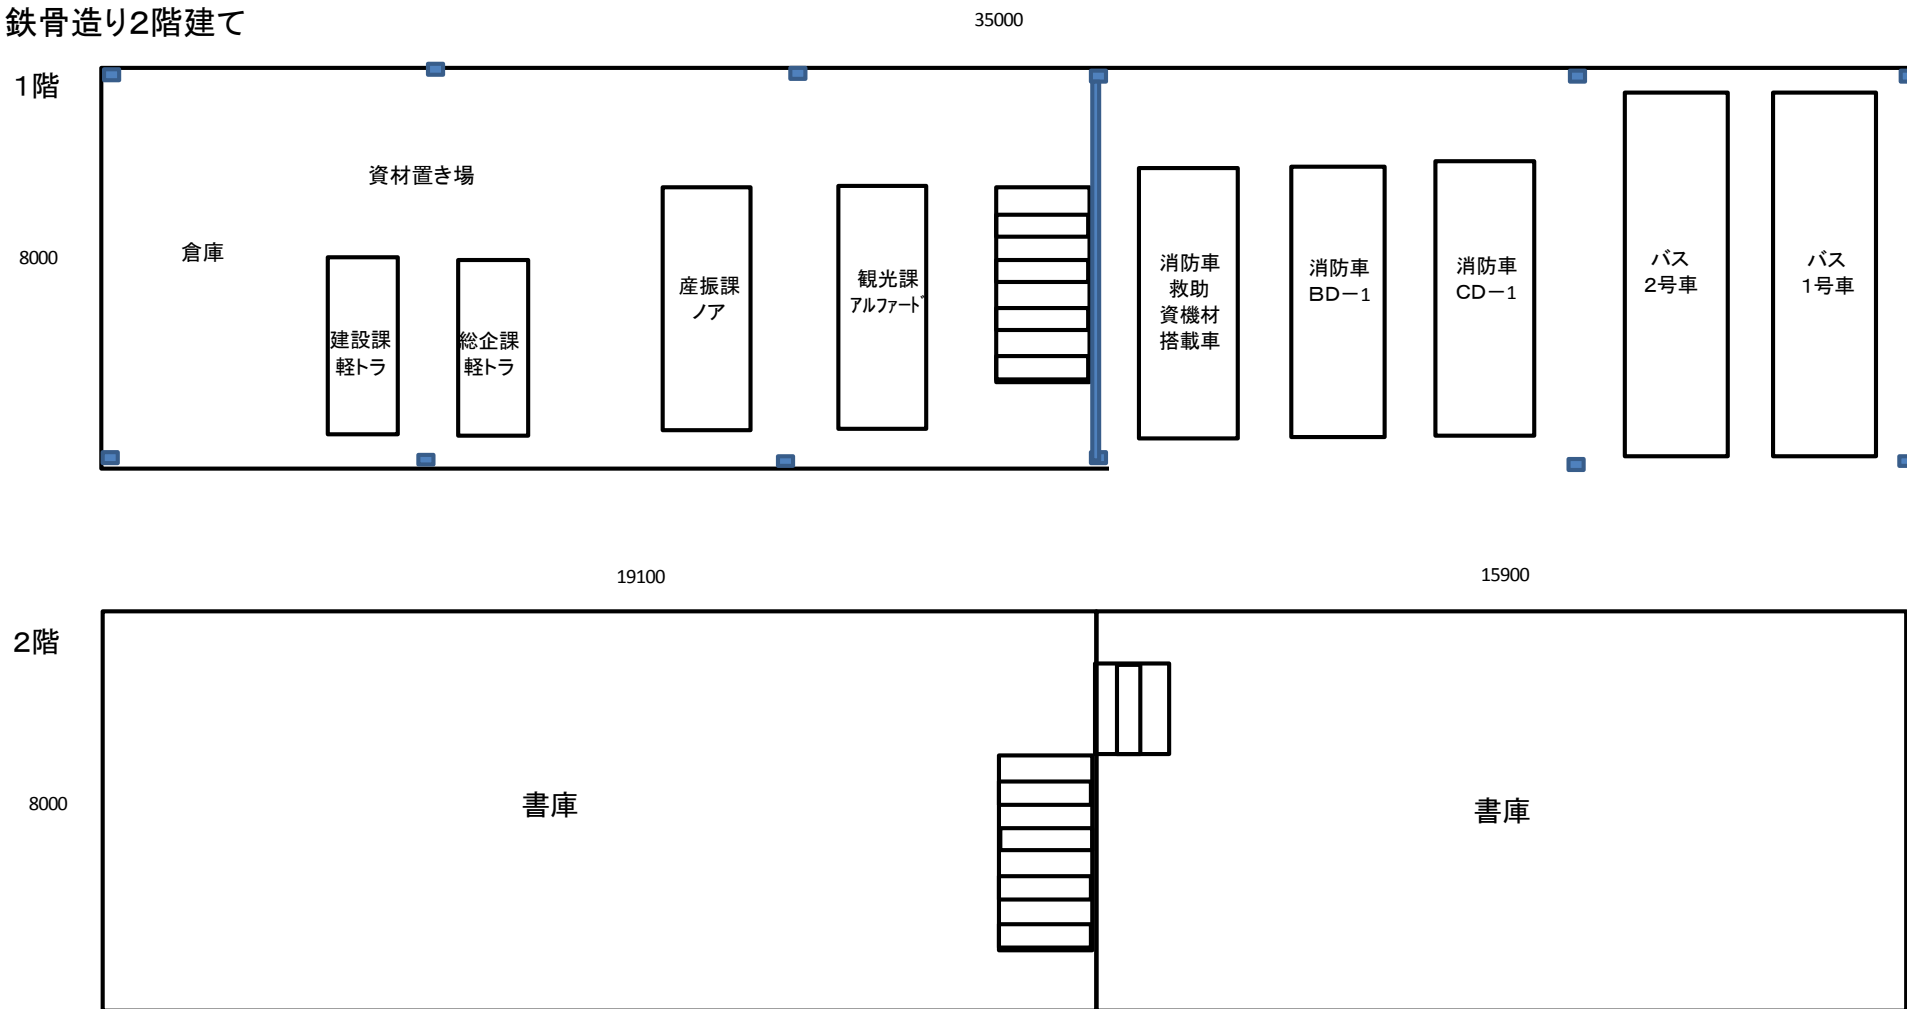 鉄骨造り2階建て
35000
1階
資材置き場
8000
倉庫
建設課
軽トラ
総企課
軽トラ
産振課
ノア
観光課
アルファード
消防車
救助
資機材
搭載車
消防車
BD－1
消防車
CD－1
バス
2号車
バス
1号車
19100
15900
2階
8000
書庫
書庫